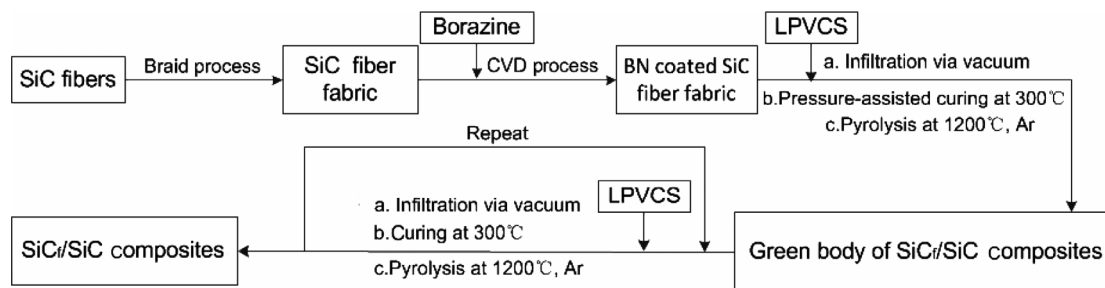 SiC fibers
Braid process
SiC fiber
fabric
Borazine
CVD process
BN coated SiC
fiber fabric
LPVCS
a. Infiltration via vacuum
b.Pressure-assisted curing at 300℃
c.Pyrolysis at 1200℃, Ar
Green body of SiCf/SiC composites
Repeat
LPVCS
a. Infiltration via vacuum
b.Curing at 300℃
c.Pyrolysis at 1200℃, Ar
SiCf/SiC composites